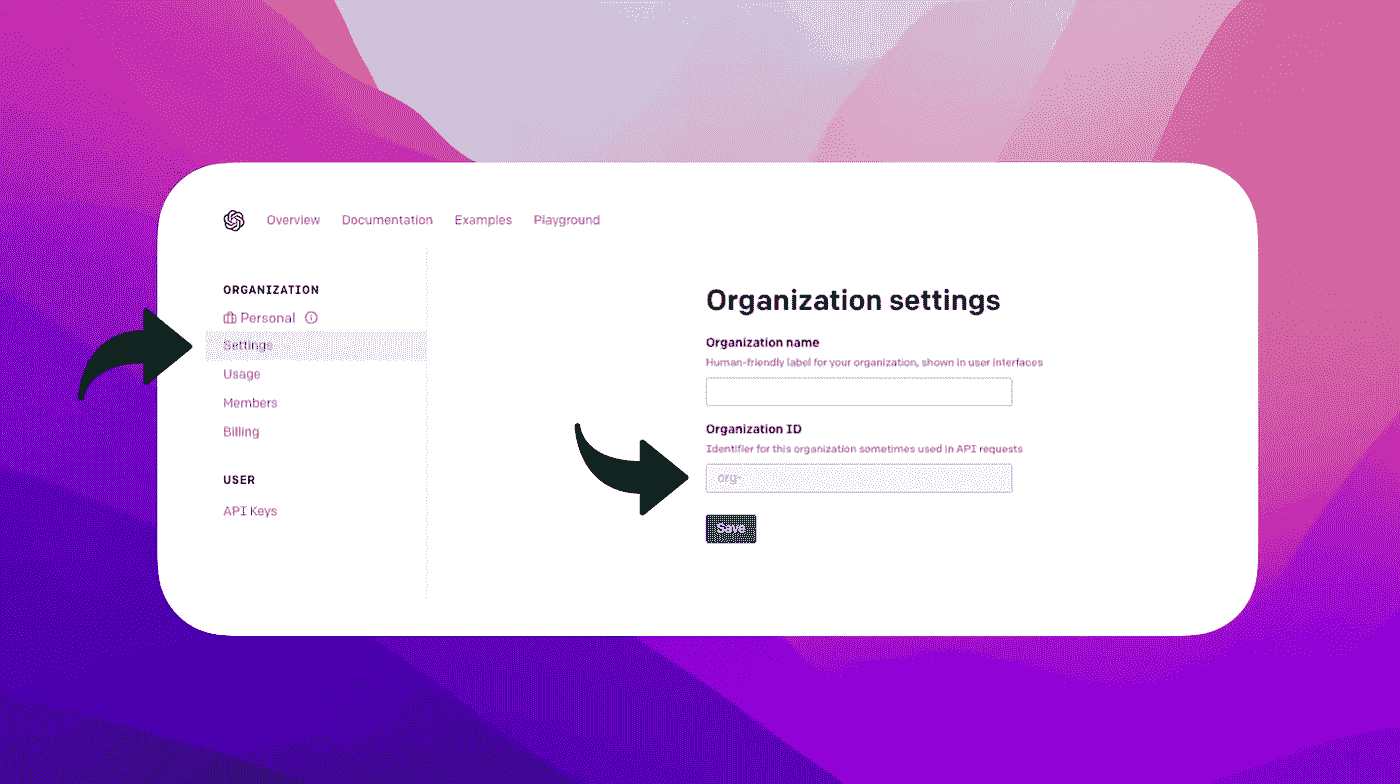 Overview Documentation Examples Playground
ORGANIZATION
Personal
Settings
Usage
Members
Billing
USER
API Keys
Organization settings
Organization name
Human-friendly label for your organization, shown in user interfaces
Organization ID
Identifier for this organization sometimes used in API requests
org-
Save